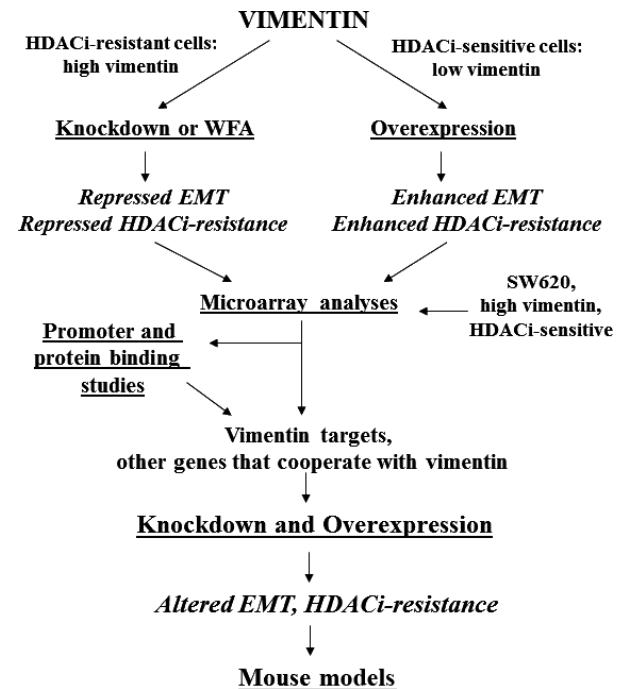 VIMENTIN
HDACi-resistant cells:
high vimentin
HDACi-sensitive cells:
low vimentin
Knockdown or WFA
Overexpression
Repressed EMT
Repressed HDACi-resistance
Enhanced EMT
Enhanced HDACi-resistance
Microarray analyses
SW620,
high vimentin,
HDACi-sensitive
Promoter and
protein binding
studies
Vimentin targets,
other genes that cooperate with vimentin
Knockdown and Overexpression
Altered EMT, HDACi-resistance
Mouse models